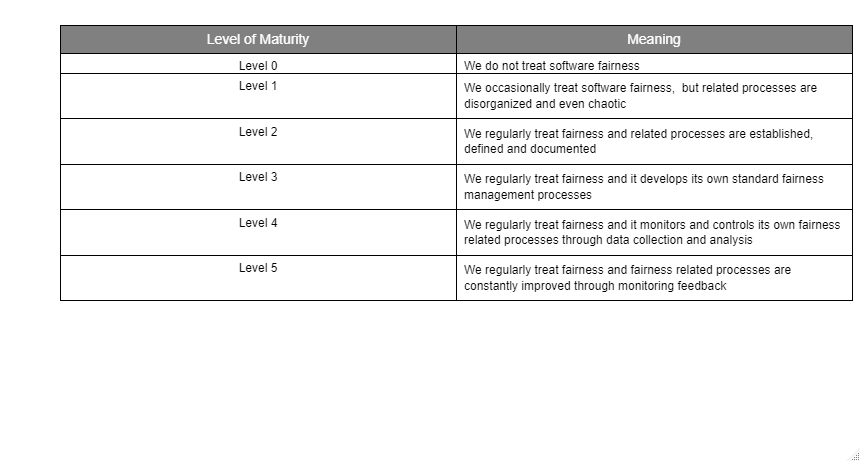 Level of Maturity Meaning
Level 0 We do not treat software fairness
Level 1 We occasionally treat software fairness,  but related processes are
disorganized and even chaotic
Level 2 We regularly treat fairness and related processes are established,
defined and documented
Level 3 We regularly treat fairness and it develops its own standard fairness
management processes
Level 4 We regularly treat fairness and it monitors and controls its own fairness
related processes through data collection and analysis
Level 5 We regularly treat fairness and fairness related processes are
constantly improved through monitoring feedback